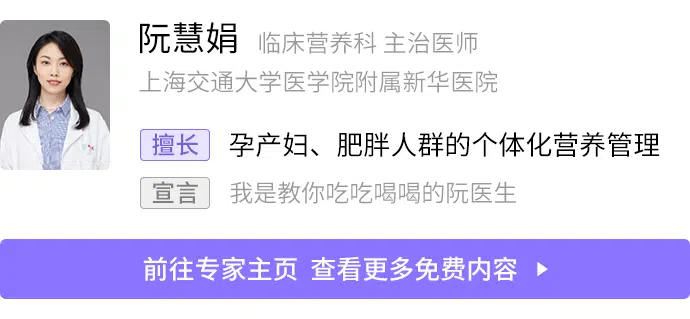 阮慧娟 临床营养科 主治医师
上海交通大学医学院附属新华医院
擅长 孕产妇、肥胖人群的个体化营养管理
宣言 我是教你吃吃喝喝的阮医生
前往专家主页 查看更多免费内容